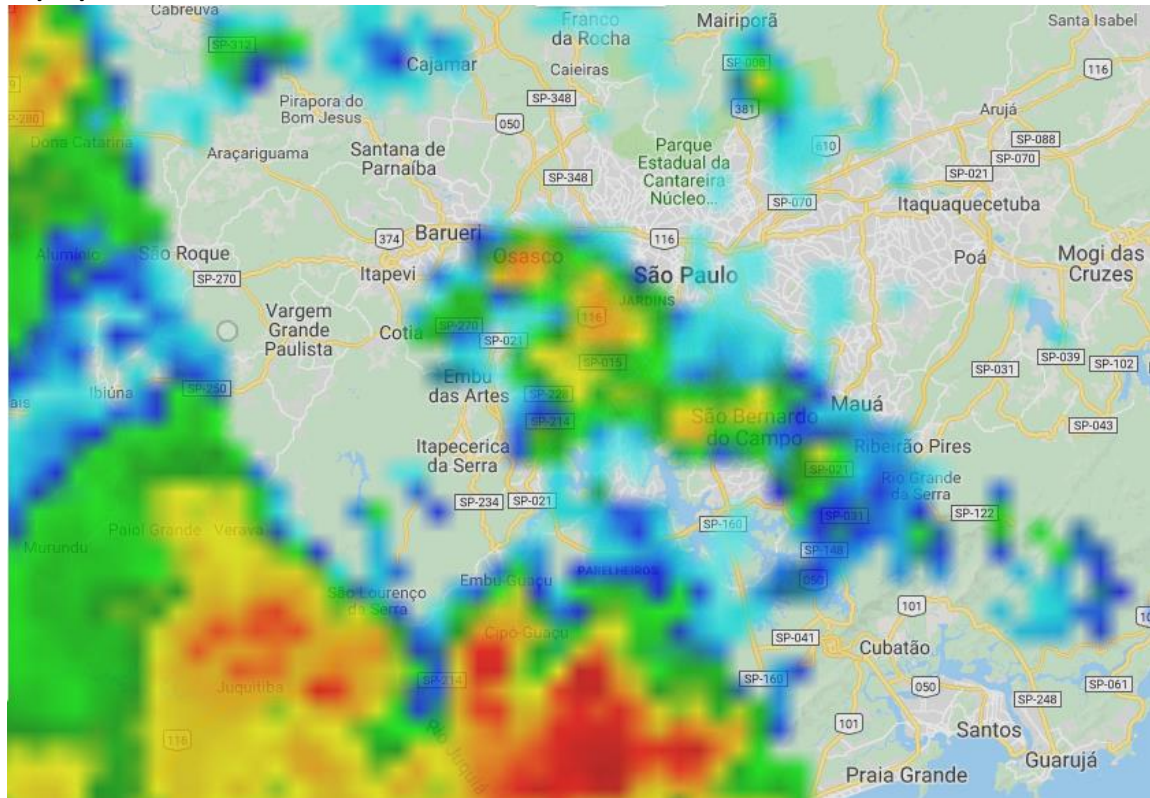 Cabreuva
Franco
da Rocha
Mairiporã
Santa Isabel
SP-312
Cajamar
Caieiras
SP-008
116
Pirapora do
Bom Jesus
SP-348
381
Arujá
SP-280
050
SP-088
Dona Catarina
Araçariguama
Santana de
Parnaíba
Parque
Estadual da
Cantareira
Núcleo...
610
SP-070
SP-348
SP-021
SP-070
Itaquaquecetuba
Barueri
374
116
Alumínio
São Roque
Osasco
Poá
Mogi das
Cruzes
SP-270
Itapevi
São Paulo
JARDINS
Vargem
Grande
Paulista
Cotia
SP-270
SP-021
116
SP-015
SP-039
SP-102
SP-031
Ibiúna
SP-250
Embu
das Artes
SP-228
SP-214
São Bernardo
do Campo
Mauá
SP-043
Itapecerica
da Serra
Ribeirão Pires
SP-021
Rio Grande
da Serra
SP-234
SP-021
SP-160
SP-031
SP-122
Murundu
Paiol Grande
Verava
SP-148
São Lourenço
da Serra
Embu-Guaçu
PARELHEIROS
050
101
Cipó-Guaçu
SP-041
Cubatão
Juquitiba
SP-214
SP-160
050
SP-061
SP-248
116
Rio Juquiá
101
Santos
Guarujá
Praia Grande